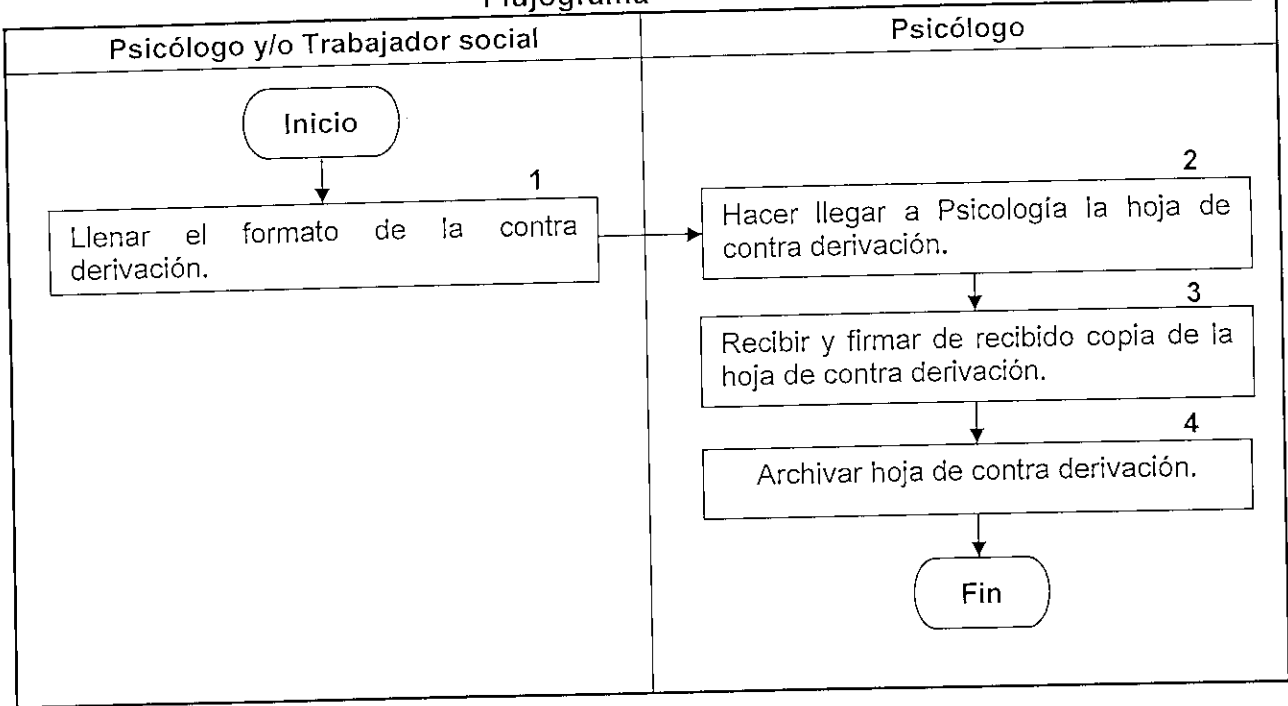 Flujograma
Psicólogo y/o Trabajador social
Psicólogo
Inicio
1
Llenar el formato de la contra
derivación.
2
Hacer llegar a Psicología la hoja de
contra derivación.
3
Recibir y firmar de recibido copia de la
hoja de contra derivación.
4
Archivar hoja de contra derivación.
Fin